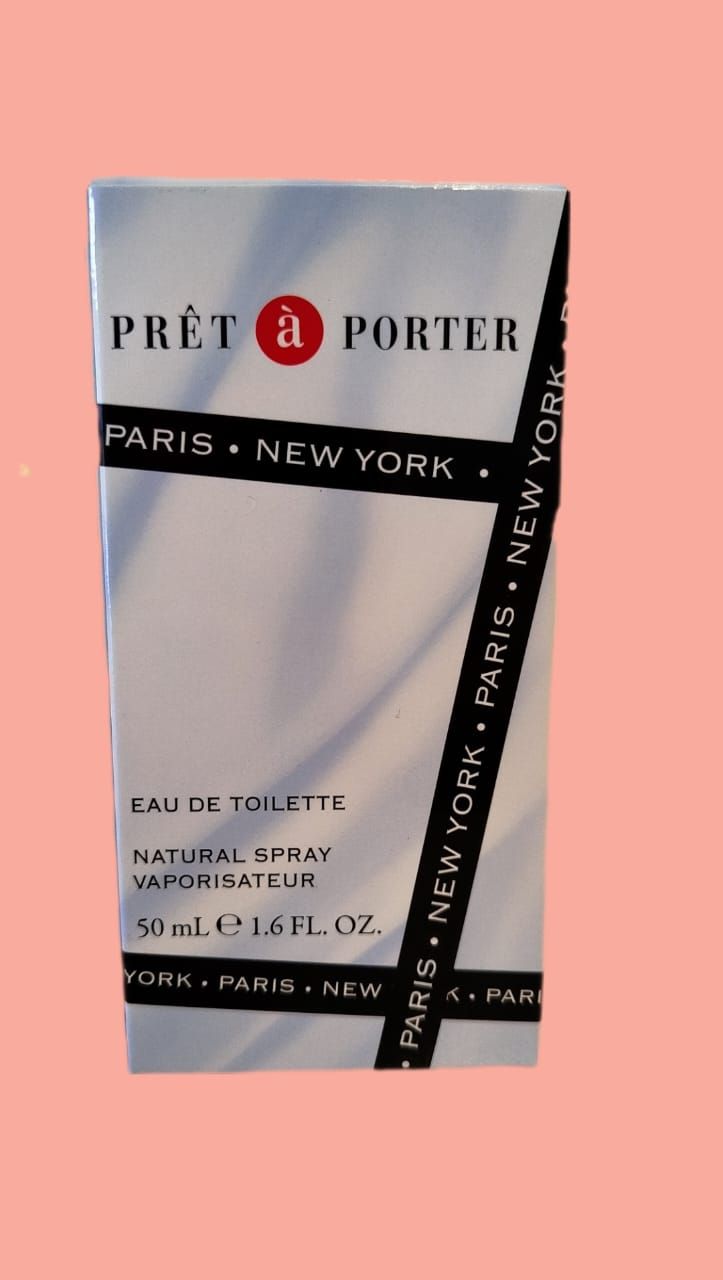 PRÊT à PORTER
PARIS • NEW YORK •
• PARIS • NEW YORK • PARIS • NEW YORK •
EAU DE TOILETTE
NATURAL SPRAY
VAPORISATEUR
50 mL ℮ 1.6 FL. OZ.
YORK • PARIS • NEW K • PARI